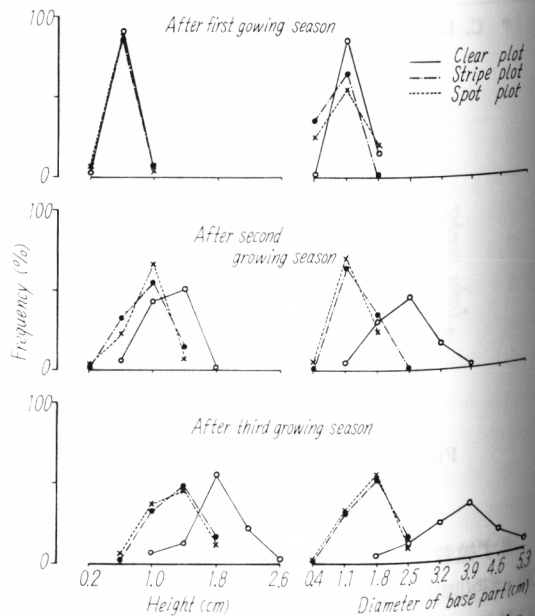 * C. L
After first gowing season
Clear plot
Stripe plot
Spot plot
100
0
After second
growing season
100
0
Frequency (%)
After third growing season
100
0
0.2 1.0 1.8 2.6
0.4 1.1 1.8 2.5 3.2 3.9 4.6 5.3
Height (cm)
Diameter of base part (cm)